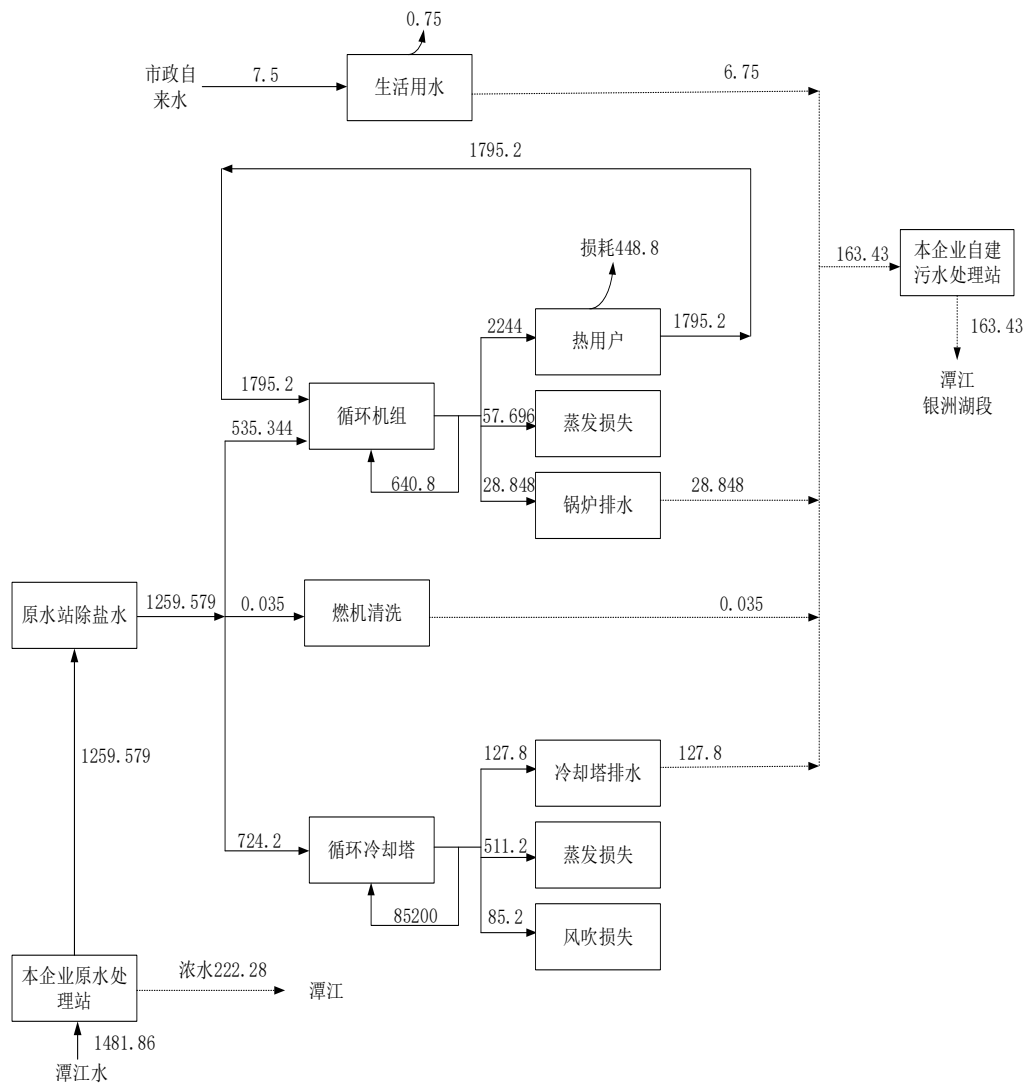 0.75
市政自
来水
7.5
生活用水
6.75
1795.2
损耗448.8
163.43
本企业自建
污水处理站
163.43
潭江
银洲湖段
2244
热用户
1795.2
1795.2
循环机组
57.696
蒸发损失
535.344
640.8
28.848
锅炉排水
28.848
原水站除盐水
1259.579
0.035
燃机清洗
0.035
1259.579
127.8
冷却塔排水
127.8
724.2
循环冷却塔
511.2
蒸发损失
85200
85.2
风吹损失
本企业原水处
理站
浓水222.28
潭江
1481.86
潭江水